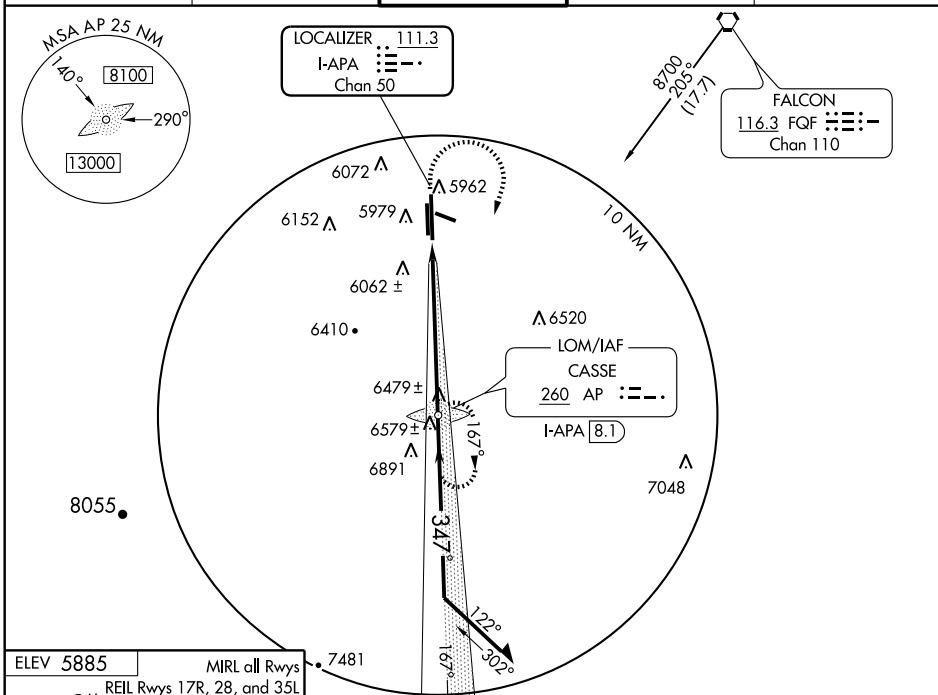 MSA AP 25 NM
140°
8100
290°
13000
LOCALIZER 111.3
I-APA
Chan 50
8700
205°
(17.7)
FALCON
116.3 FQF
Chan 110
6072
5962
6152
5979
10 NM
6062 ±
6410
6520
LOM/IAF
CASSE
260 AP
I-APA 8.1
6479±
6579±
167°
6891
7048
8055
347°
122°
302°
167°
7481
ELEV 5885
MIRL all Rwys
REIL Rwys 17R, 28, and 35L